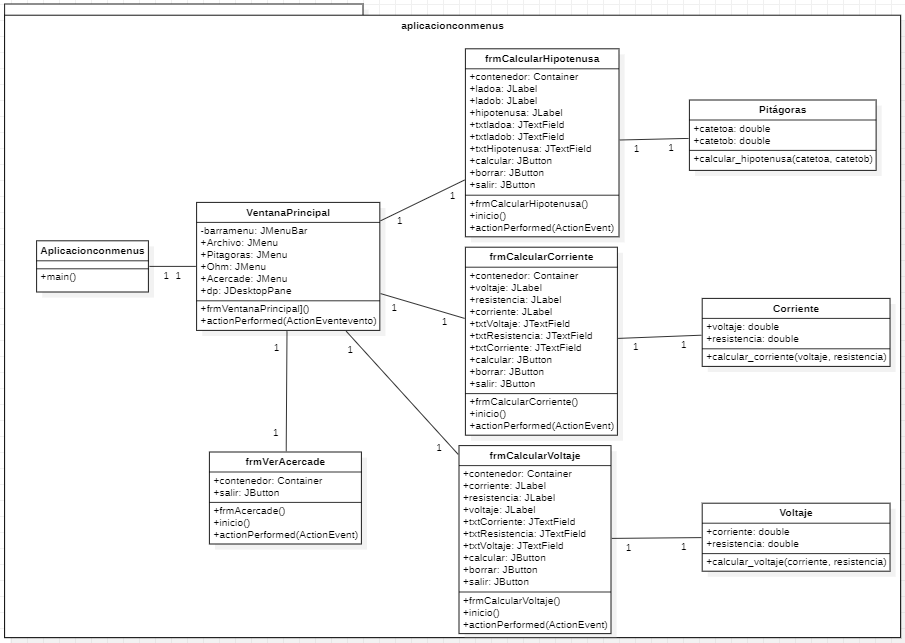 aplicacionconmenus
Aplicacionconmenus
+main()
1 1
VentanaPrincipal
-barramenu: JMenuBar
+Archivo: JMenu
+Pitagoras: JMenu
+Ohm: JMenu
+Acercade: JMenu
+dp: JDesktopPane
+frmVentanaPrincipal]()
+actionPerformed(ActionEventevento)
1
1
1
1
1
1
1
1
frmVerAcercade
+contenedor: Container
+salir: JButton
+frmAcercade()
+inicio()
+actionPerformed(ActionEvent)
frmCalcularHipotenusa
+contenedor: Container
+ladoa: JLabel
+ladob: JLabel
+hipotenusa: JLabel
+txtladoa: JTextField
+txtladob: JTextField
+txtHipotenusa: JTextField
+calcular: JButton
+borrar: JButton
+salir: JButton
+frmCalcularHipotenusa()
+inicio()
+actionPerformed(ActionEvent)
1 1
Pitágoras
+catetoa: double
+catetob: double
+calcular_hipotenusa(catetoa, catetob)
frmCalcularCorriente
+contenedor: Container
+voltaje: JLabel
+resistencia: JLabel
+corriente: JLabel
+txtVoltaje: JTextField
+txtResistencia: JTextField
+txtCorriente: JTextField
+calcular: JButton
+borrar: JButton
+salir: JButton
+frmCalcularCorriente()
+inicio()
+actionPerformed(ActionEvent)
1 1
Corriente
+voltaje: double
+resistencia: double
+calcular_corriente(voltaje, resistencia)
frmCalcularVoltaje
+contenedor: Container
+corriente: JLabel
+resistencia: JLabel
+voltaje: JLabel
+txtCorriente: JTextField
+txtResistencia: JTextField
+txtVoltaje: JTextField
+calcular: JButton
+borrar: JButton
+salir: JButton
+frmCalcularVoltaje()
+inicio()
+actionPerformed(ActionEvent)
1 1
Voltaje
+corriente: double
+resistencia: double
+calcular_voltaje(corriente, resistencia)